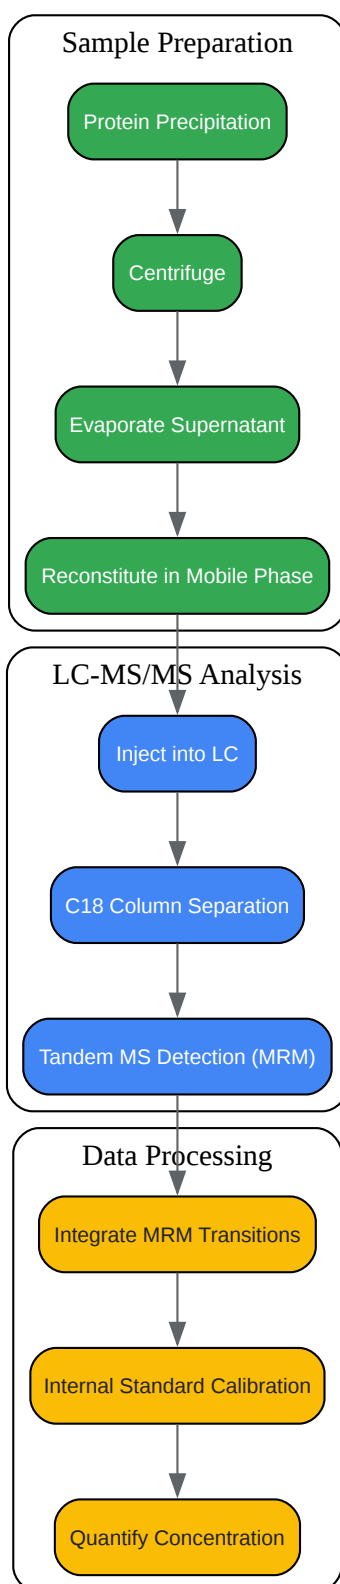 Sample Preparation
Protein Precipitation
Centrifuge
Evaporate Supernatant
Reconstitute in Mobile Phase
LC-MS/MS Analysis
Inject into LC
C18 Column Separation
Tandem MS Detection (MRM)
Data Processing
Integrate MRM Transitions
Internal Standard Calibration
Quantify Concentration